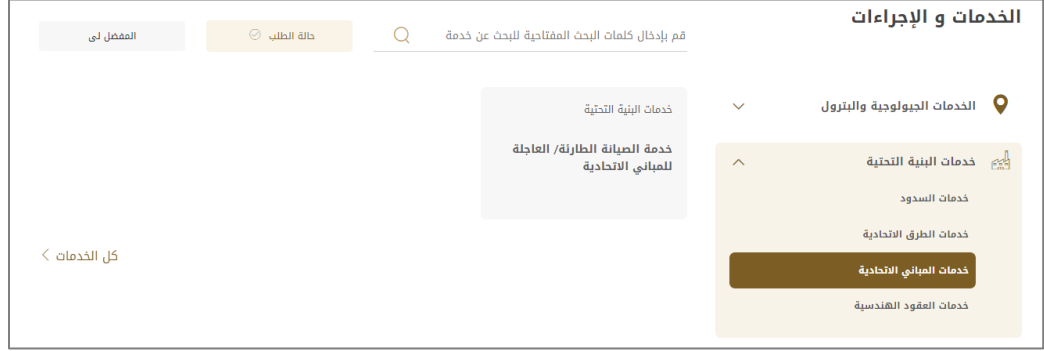 الخدمات و الإجراءات
قم بإدخال كلمات البحث المفتاحية للبحث عن خدمة
حالة الطلب
المفضل لى
الخدمات الجيولوجية والبترول
خدمات البنية التحتية
خدمات السدود
خدمات الطرق الاتحادية
خدمات المباني الاتحادية
خدمات العقود الهندسية
خدمات البنية التحتية
خدمة الصيانة الطارئة/ العاجلة
للمباني الاتحادية
كل الخدمات